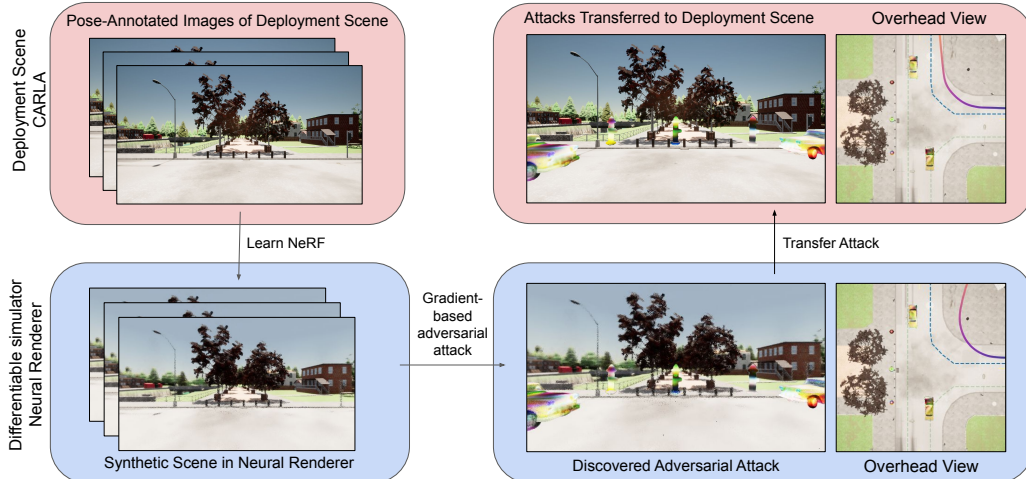 Deployment Scene
CARLA
Pose-Annotated Images of Deployment Scene
Attacks Transferred to Deployment Scene
Overhead View
Learn NeRF
Transfer Attack
Differentiable simulator
Neural Renderer
Gradient-
based
adversarial
attack
Synthetic Scene in Neural Renderer
Discovered Adversarial Attack
Overhead View